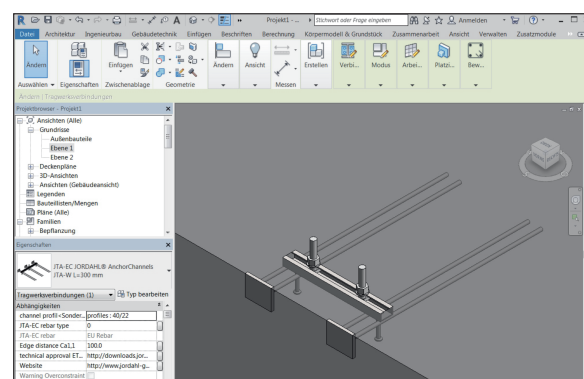 Projekt1 - ... Stichwort oder Frage eingeben Anmelden
Datei Architektur Ingenieurbau Gebäudetechnik Einfügen Beschriften Berechnung Körpermodell & Grundstück Zusammenarbeit Ansicht Verwalten Zusatzmodule
Ändern Einfügen Ändern Ansicht Erstellen Verbi... Modus Arbei... Platzi... Bew...
Auswählen Eigenschaften Zwischenablage Geometrie Messen
Ändern | Tragwerksverbindungen
Projektbrowser - Projekt1
Ansichten (Alle)
Grundrisse
Außenbauteile
Ebene 1
Ebene 2
Deckenpläne
3D-Ansichten
Ansichten (Gebäudeansicht)
Legenden
Bauteillisten/Mengen
Pläne (Alle)
Familien
Bepflanzung
Eigenschaften
JTA-EC JORDAHL® AnchorChannels
JTA-W L=300 mm
Tragwerksverbindungen (1) Typ bearbeiten
Abhängigkeiten
channel profil<Sonder... profiles : 40/22
JTA-EC rebar type 0
JTA-EC rebar EU Rebar
Edge distance Ca1,1 100.0
technical approval ET... http://downloads.jor...
Website http://www.jordahl-g...
Warning Overconstraint